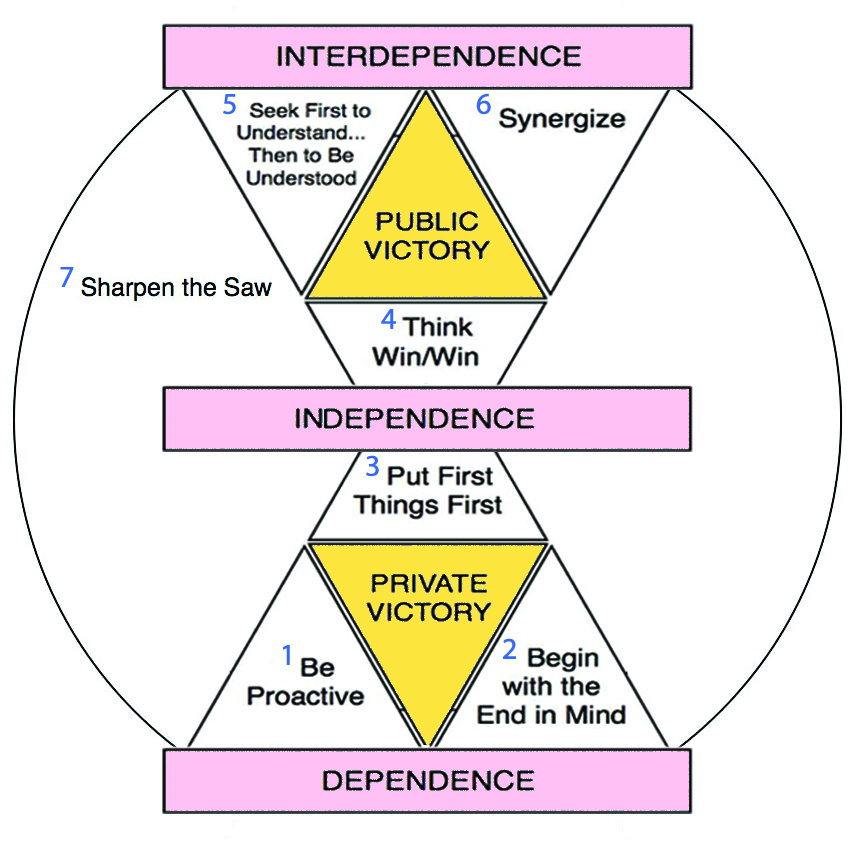 INTERDEPENDENCE
5 Seek First to
Understand...
Then to Be
Understood
6 Synergize
PUBLIC
VICTORY
7 Sharpen the Saw
4 Think
Win/Win
INDEPENDENCE
3 Put First
Things First
PRIVATE
VICTORY
1 Be
Proactive
2 Begin
with the
End in Mind
DEPENDENCE